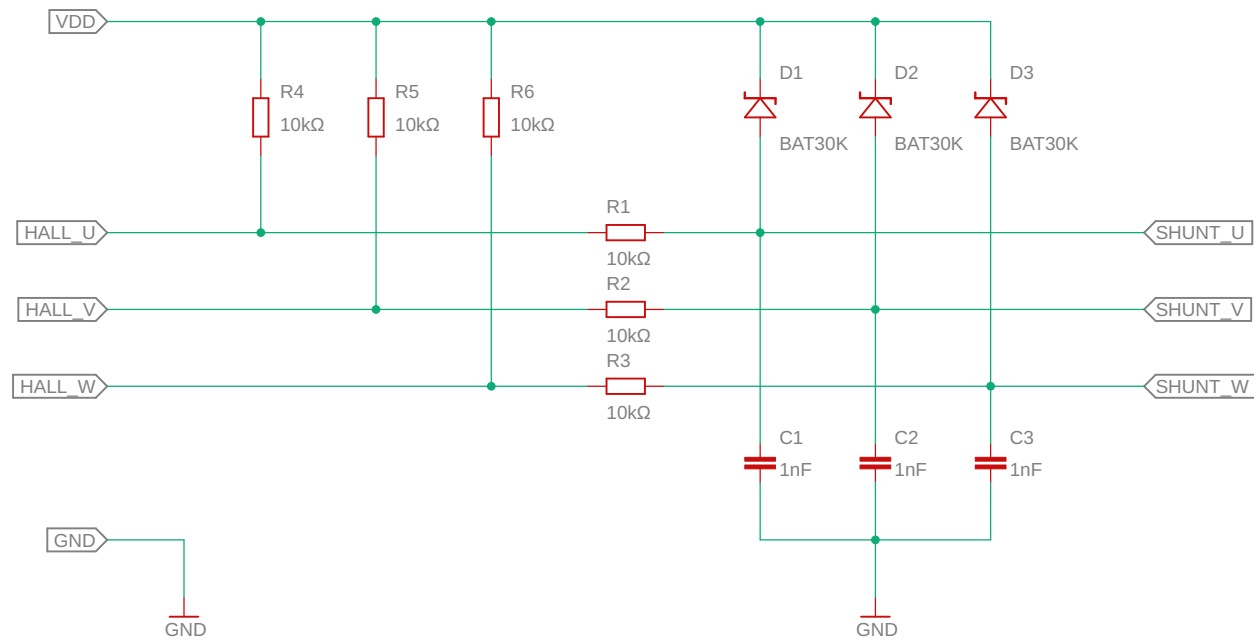 VDD
R4
10kΩ
R5
10kΩ
R6
10kΩ
D1
BAT30K
D2
BAT30K
D3
BAT30K
HALL_U
R1
10kΩ
SHUNT_U
HALL_V
R2
10kΩ
SHUNT_V
HALL_W
R3
10kΩ
SHUNT_W
C1
1nF
C2
1nF
C3
1nF
GND
GND
GND